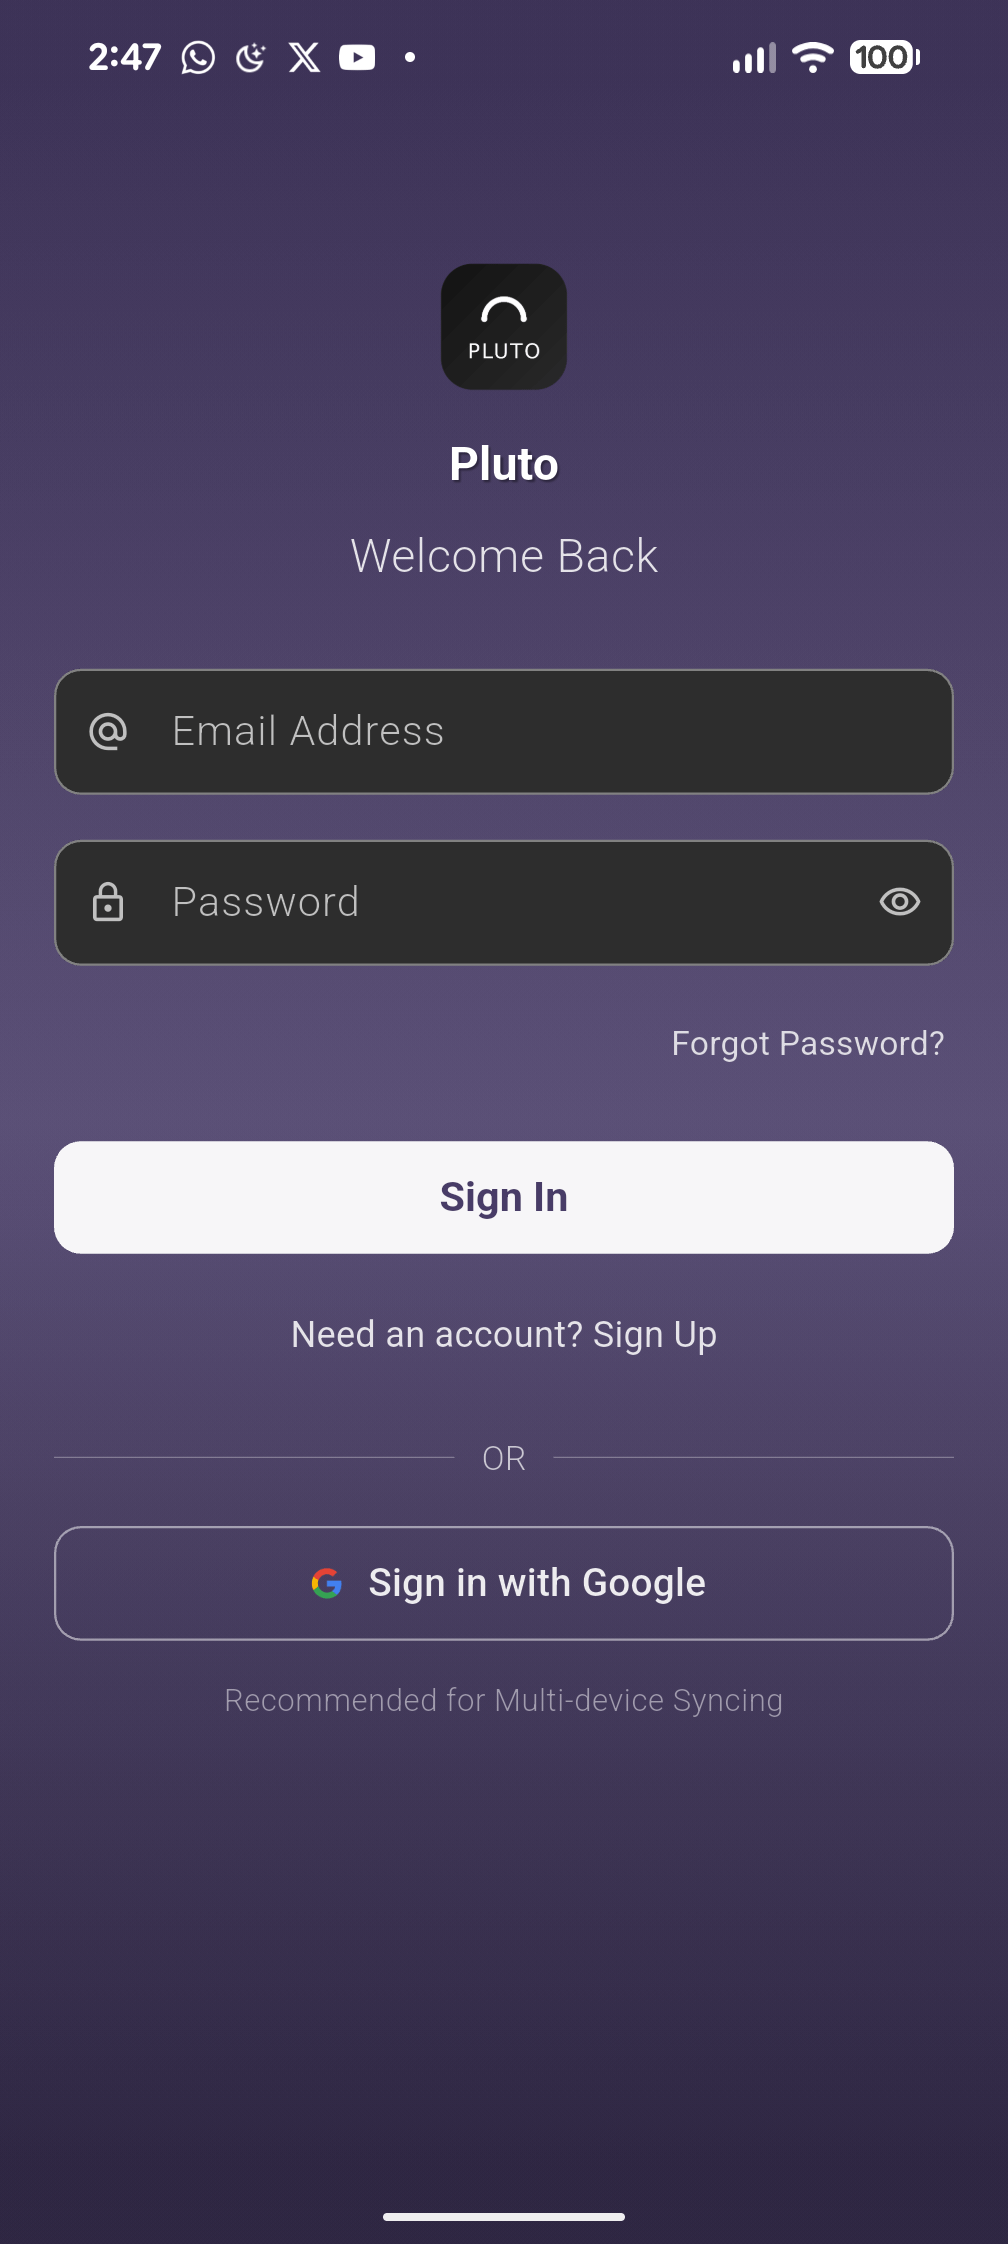 2:47
100
PLUTO
Pluto
Welcome Back
Email Address
Password
Forgot Password?
Sign In
Need an account? Sign Up
OR
Sign in with Google
Recommended for Multi-device Syncing